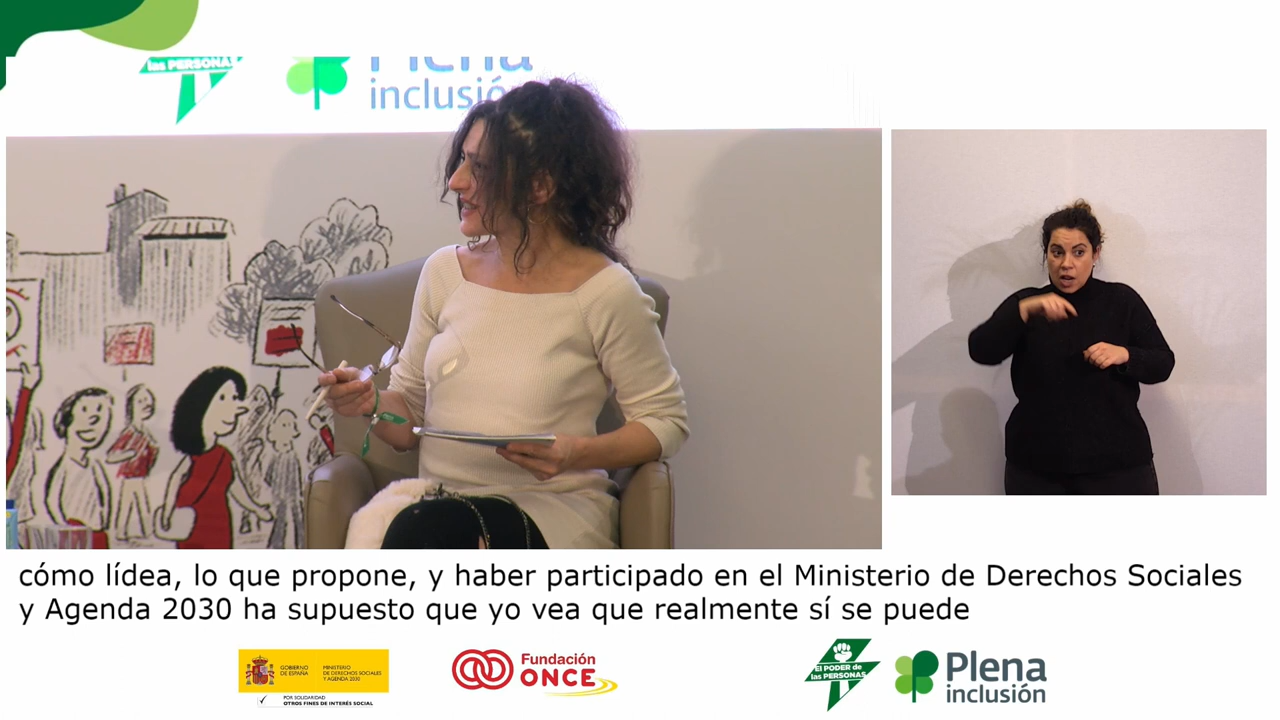 las PERSONAS
Plena
inclusión
cómo lídea, lo que propone, y haber participado en el Ministerio de Derechos Sociales
y Agenda 2030 ha supuesto que yo vea que realmente sí se puede
GOBIERNO
DE ESPAÑA
MINISTERIO
DE DERECHOS SOCIALES
Y AGENDA 2030
POR SOLIDARIDAD
OTROS FINES DE INTERÉS SOCIAL
Fundación
ONCE
El PODER de
las PERSONAS
Plena
inclusión